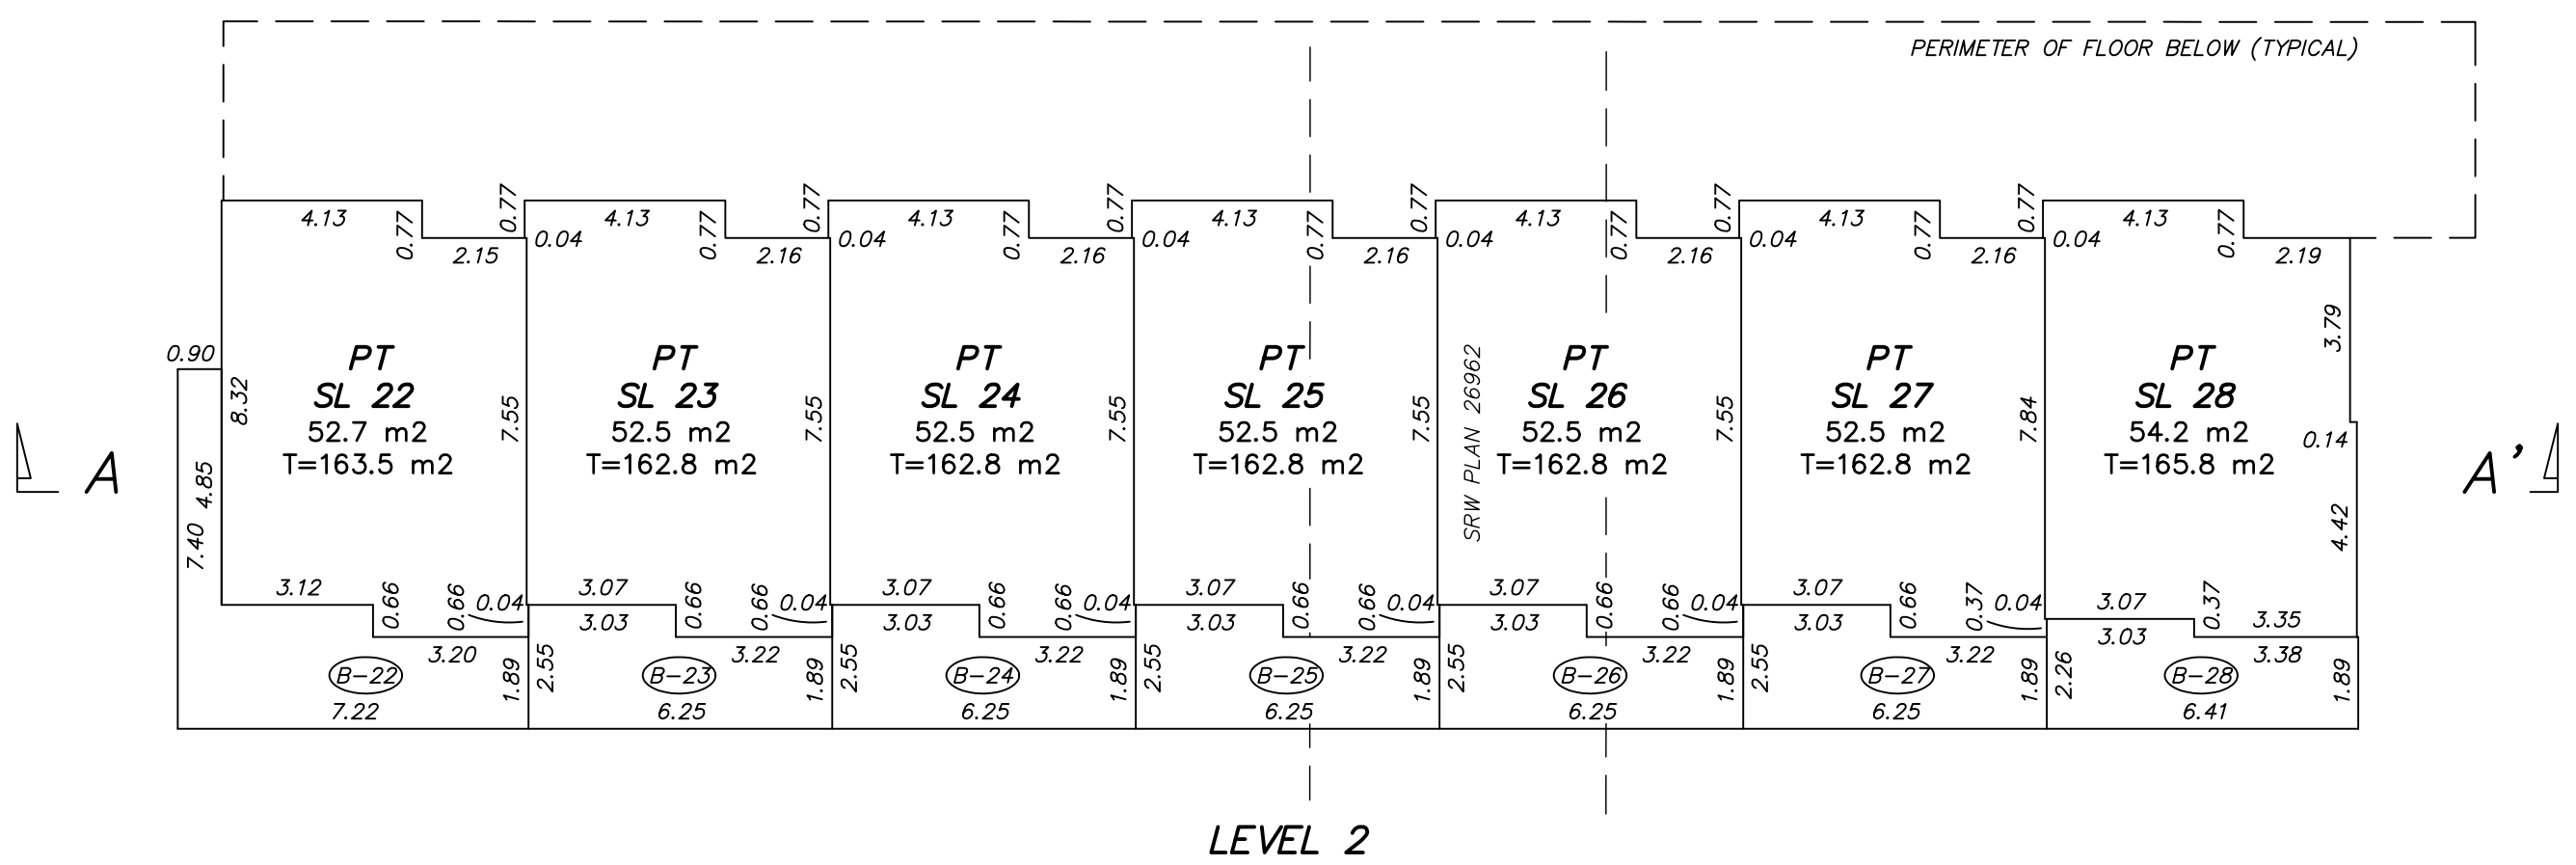 PERIMETER OF FLOOR BELOW (TYPICAL)
0.77 0.77 0.77 0.77 0.77 0.77
4.13 4.13 4.13 4.13 4.13 4.13 4.13
0.77 0.77 0.77 0.77 0.77 0.77 0.77
0.04 0.04 0.04 0.04 0.04 0.04
2.15 2.16 2.16 2.16 2.16 2.16 2.19
3.79
0.90
8.32
PT
SL 22
52.7 m2
T=163.5 m2
7.55
PT
SL 23
52.5 m2
T=162.8 m2
7.55
PT
SL 24
52.5 m2
T=162.8 m2
7.55
PT
SL 25
52.5 m2
T=162.8 m2
7.55
SRW PLAN 26962
PT
SL 26
52.5 m2
T=162.8 m2
7.55
PT
SL 27
52.5 m2
T=162.8 m2
7.84
PT
SL 28
54.2 m2
T=165.8 m2
0.14
A
A'
7.40 4.85
4.42
3.12 0.66 0.66 0.04
3.07 0.66 0.66 0.04
3.07 0.66 0.66 0.04
3.07 0.66 0.66 0.04
3.07 0.66 0.66 0.04
3.07 0.66 0.37 0.04
3.07 0.37 3.35
3.03 3.03 3.03 3.03 3.03 3.03
3.20 3.22 3.22 3.22 3.22 3.22 3.38
B-22 1.89 2.55
B-23 1.89 2.55
B-24 1.89 2.55
B-25 1.89 2.55
B-26 1.89 2.55
B-27 1.89 2.26
B-28 1.89
7.22 6.25 6.25 6.25 6.25 6.25 6.41
LEVEL 2